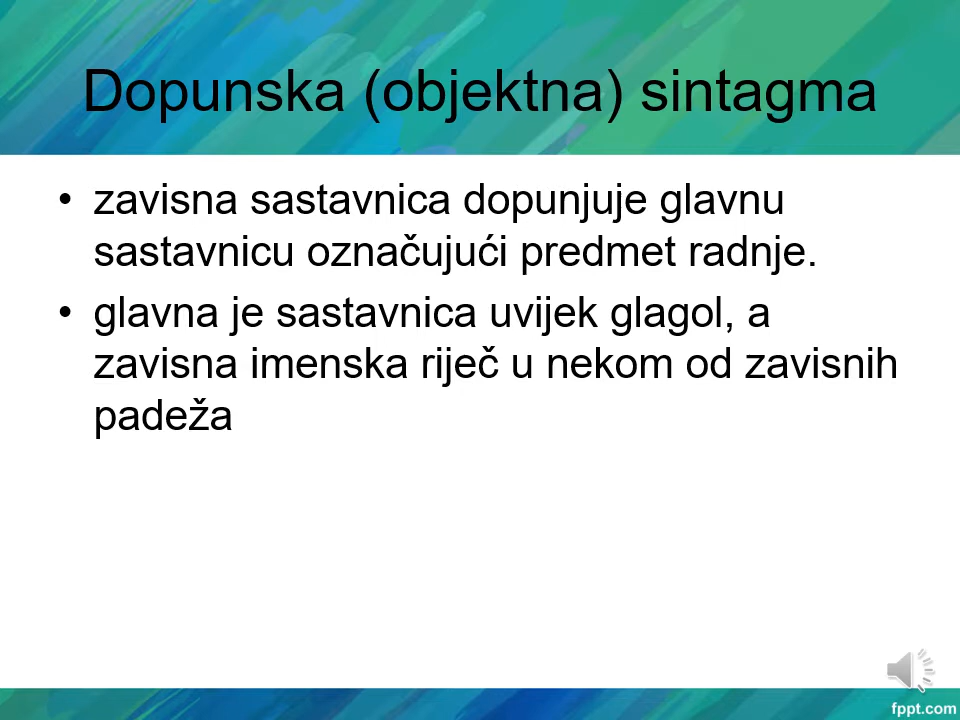 Dopunska (objektna) sintagma
• zavisna sastavnica dopunjuje glavnu
sastavnicu označujući predmet radnje.
• glavna je sastavnica uvijek glagol, a
zavisna imenska riječ u nekom od zavisnih
padeža
fppt.com